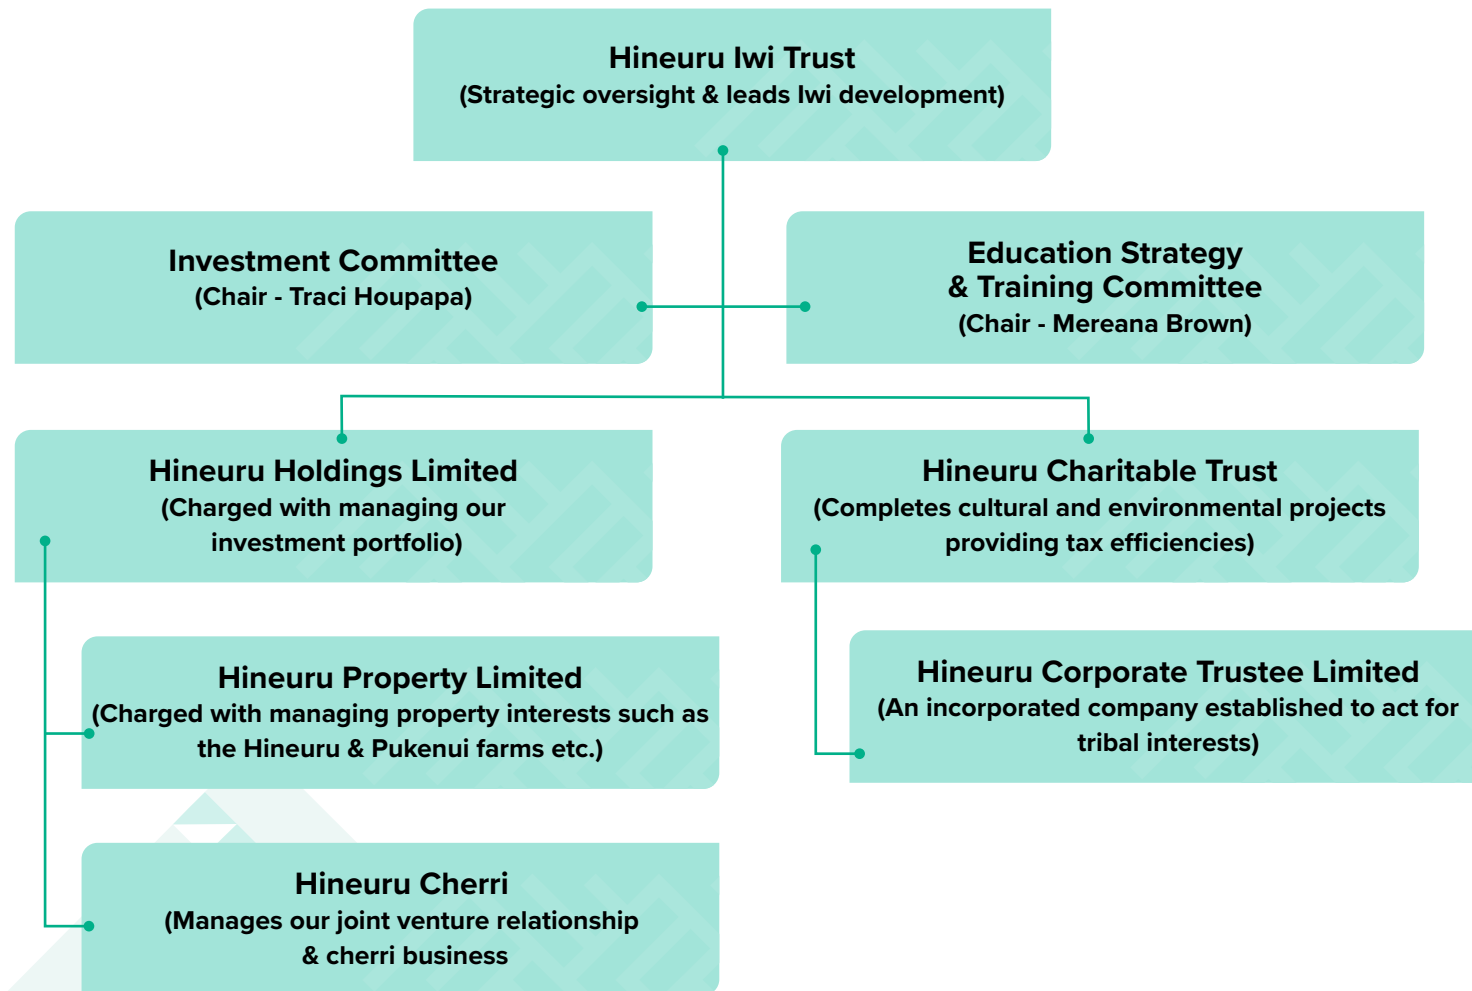 Hineuru Iwi Trust
(Strategic oversight & leads Iwi development)
Investment Committee
(Chair - Traci Houpapa)
Education Strategy
& Training Committee
(Chair - Mereana Brown)
Hineuru Holdings Limited
(Charged with managing our
investment portfolio)
Hineuru Charitable Trust
(Completes cultural and environmental projects
providing tax efficiencies)
Hineuru Property Limited
(Charged with managing property interests such as
the Hineuru & Pukenui farms etc.)
Hineuru Corporate Trustee Limited
(An incorporated company established to act for
tribal interests)
Hineuru Cherri
(Manages our joint venture relationship
& cherri business